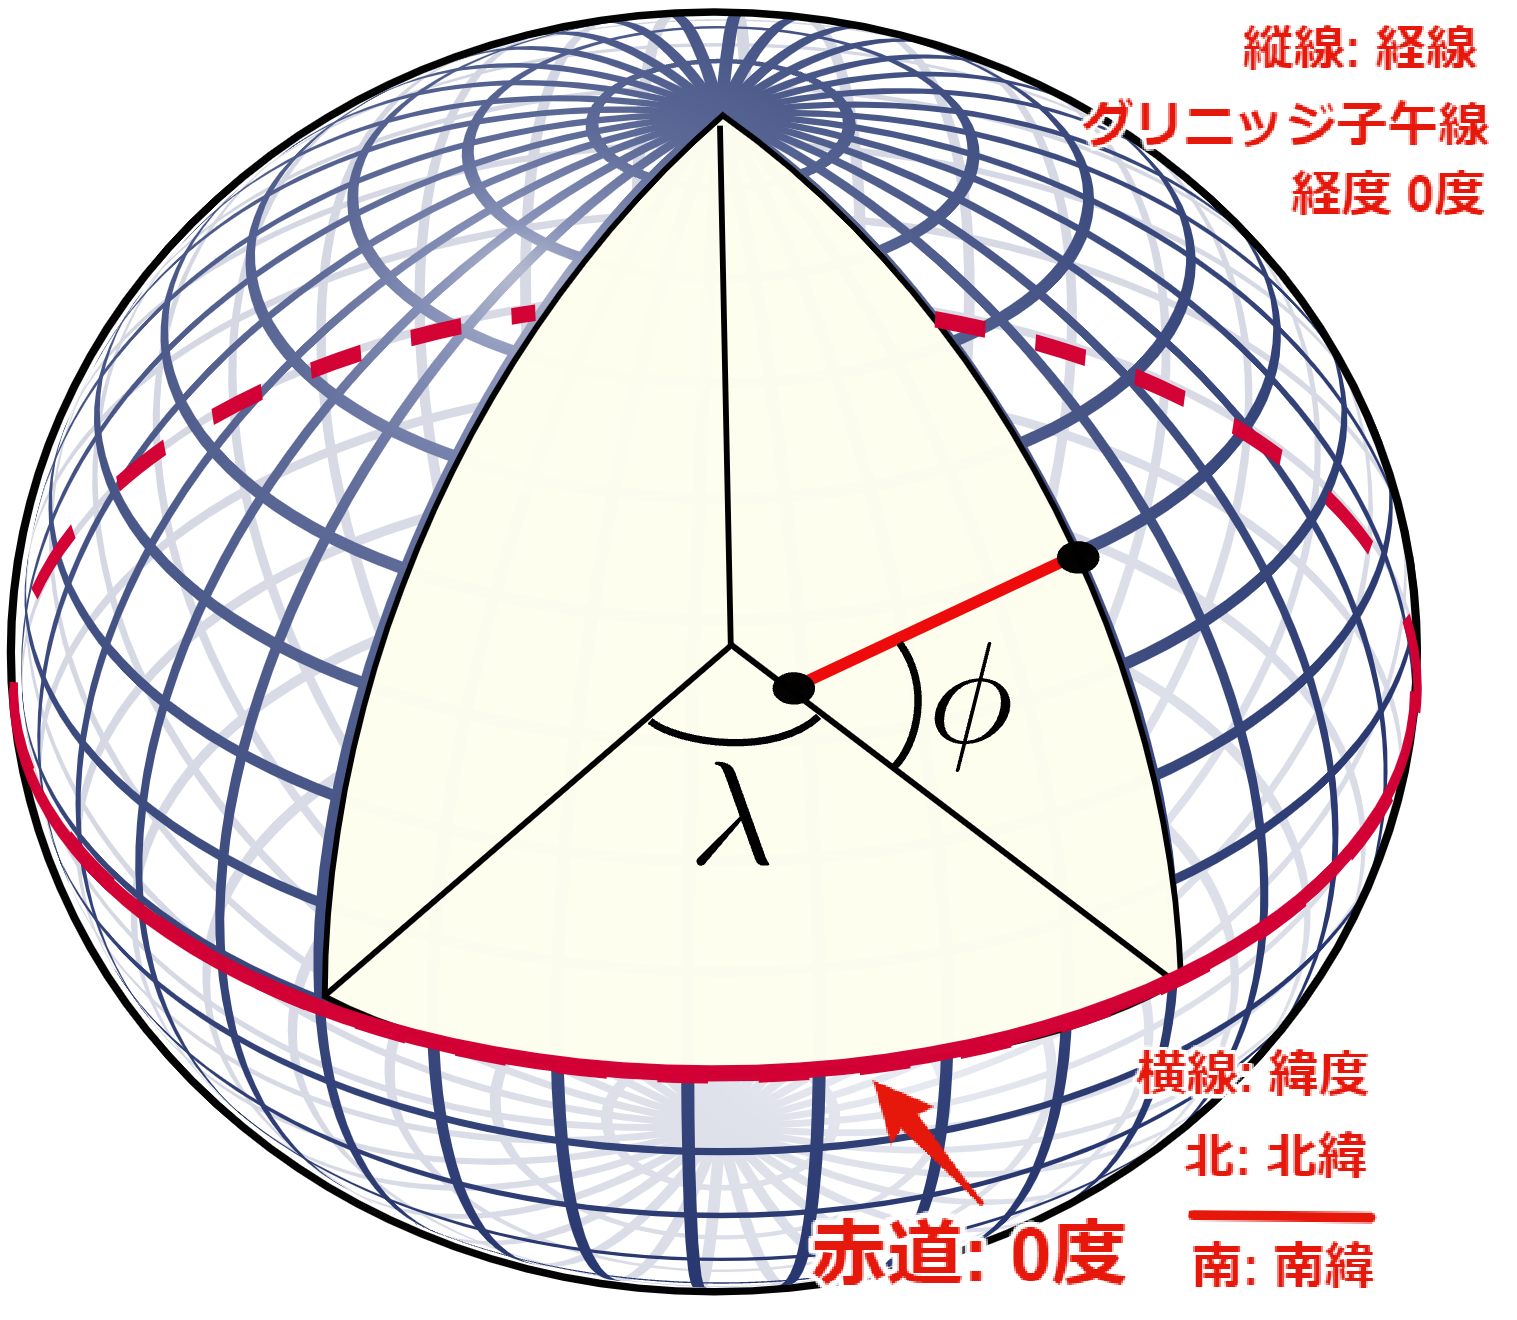 縦線: 経線
グリニッジ子午線
経度 0度
ϕ
λ
横線: 緯度
北: 北緯
南: 南緯
赤道: 0度